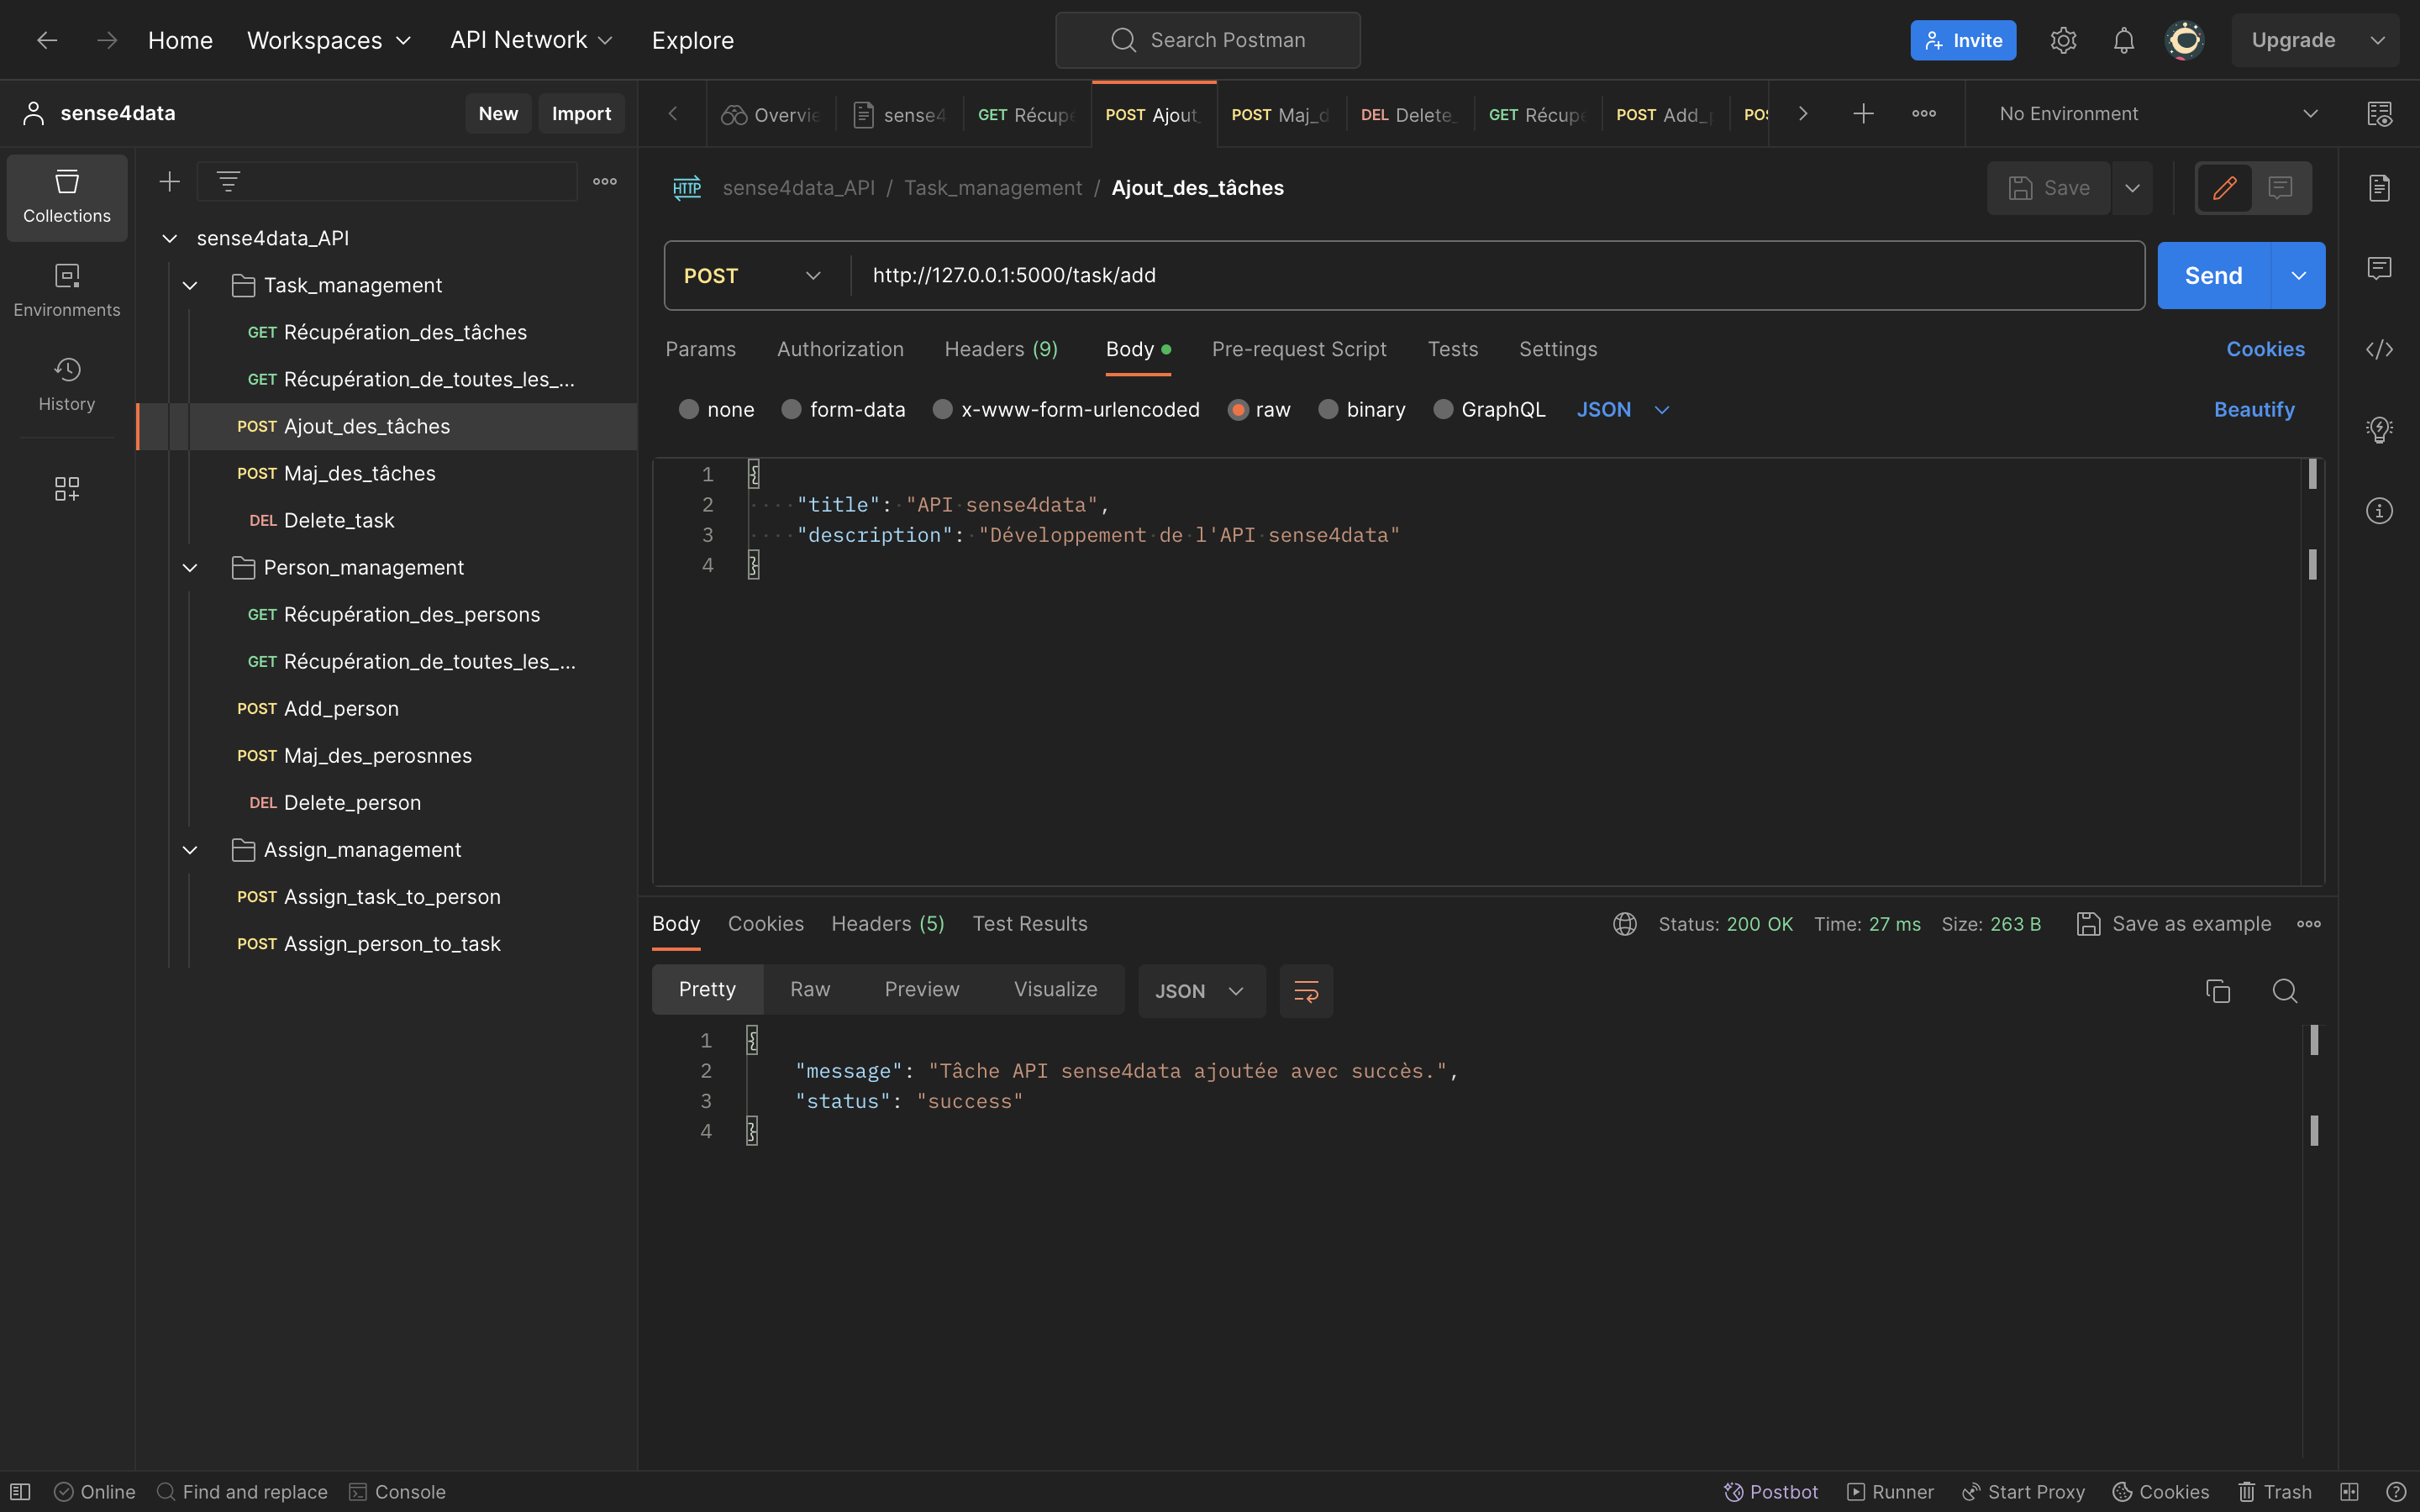 Home Workspaces API Network Explore Search Postman Invite Upgrade
sense4data New Import
Overvie sense4 GET Récupe POST Ajout POST Maj_d DEL Delete_ GET Récupe POST Add_p POS No Environment
Collections
Environments
History
sense4data_API
Task_management
GET Récupération_des_tâches
GET Récupération_de_toutes_les_...
POST Ajout_des_tâches
POST Maj_des_tâches
DEL Delete_task
Person_management
GET Récupération_des_persons
GET Récupération_de_toutes_les_...
POST Add_person
POST Maj_des_perosnnes
DEL Delete_person
Assign_management
POST Assign_task_to_person
POST Assign_person_to_task
HTTP sense4data_API / Task_management / Ajout_des_tâches Save
POST http://127.0.0.1:5000/task/add Send
Params Authorization Headers (9) Body Pre-request Script Tests Settings Cookies
none form-data x-www-form-urlencoded raw binary GraphQL JSON Beautify
1 {
2 "title": "API sense4data",
3 "description": "Développement de l'API sense4data"
4 }
Body Cookies Headers (5) Test Results Status: 200 OK Time: 27 ms Size: 263 B Save as example
Pretty Raw Preview Visualize JSON
1 {
2 "message": "Tâche API sense4data ajoutée avec succès.",
3 "status": "success"
4 }
Online Find and replace Console Postbot Runner Start Proxy Cookies Trash